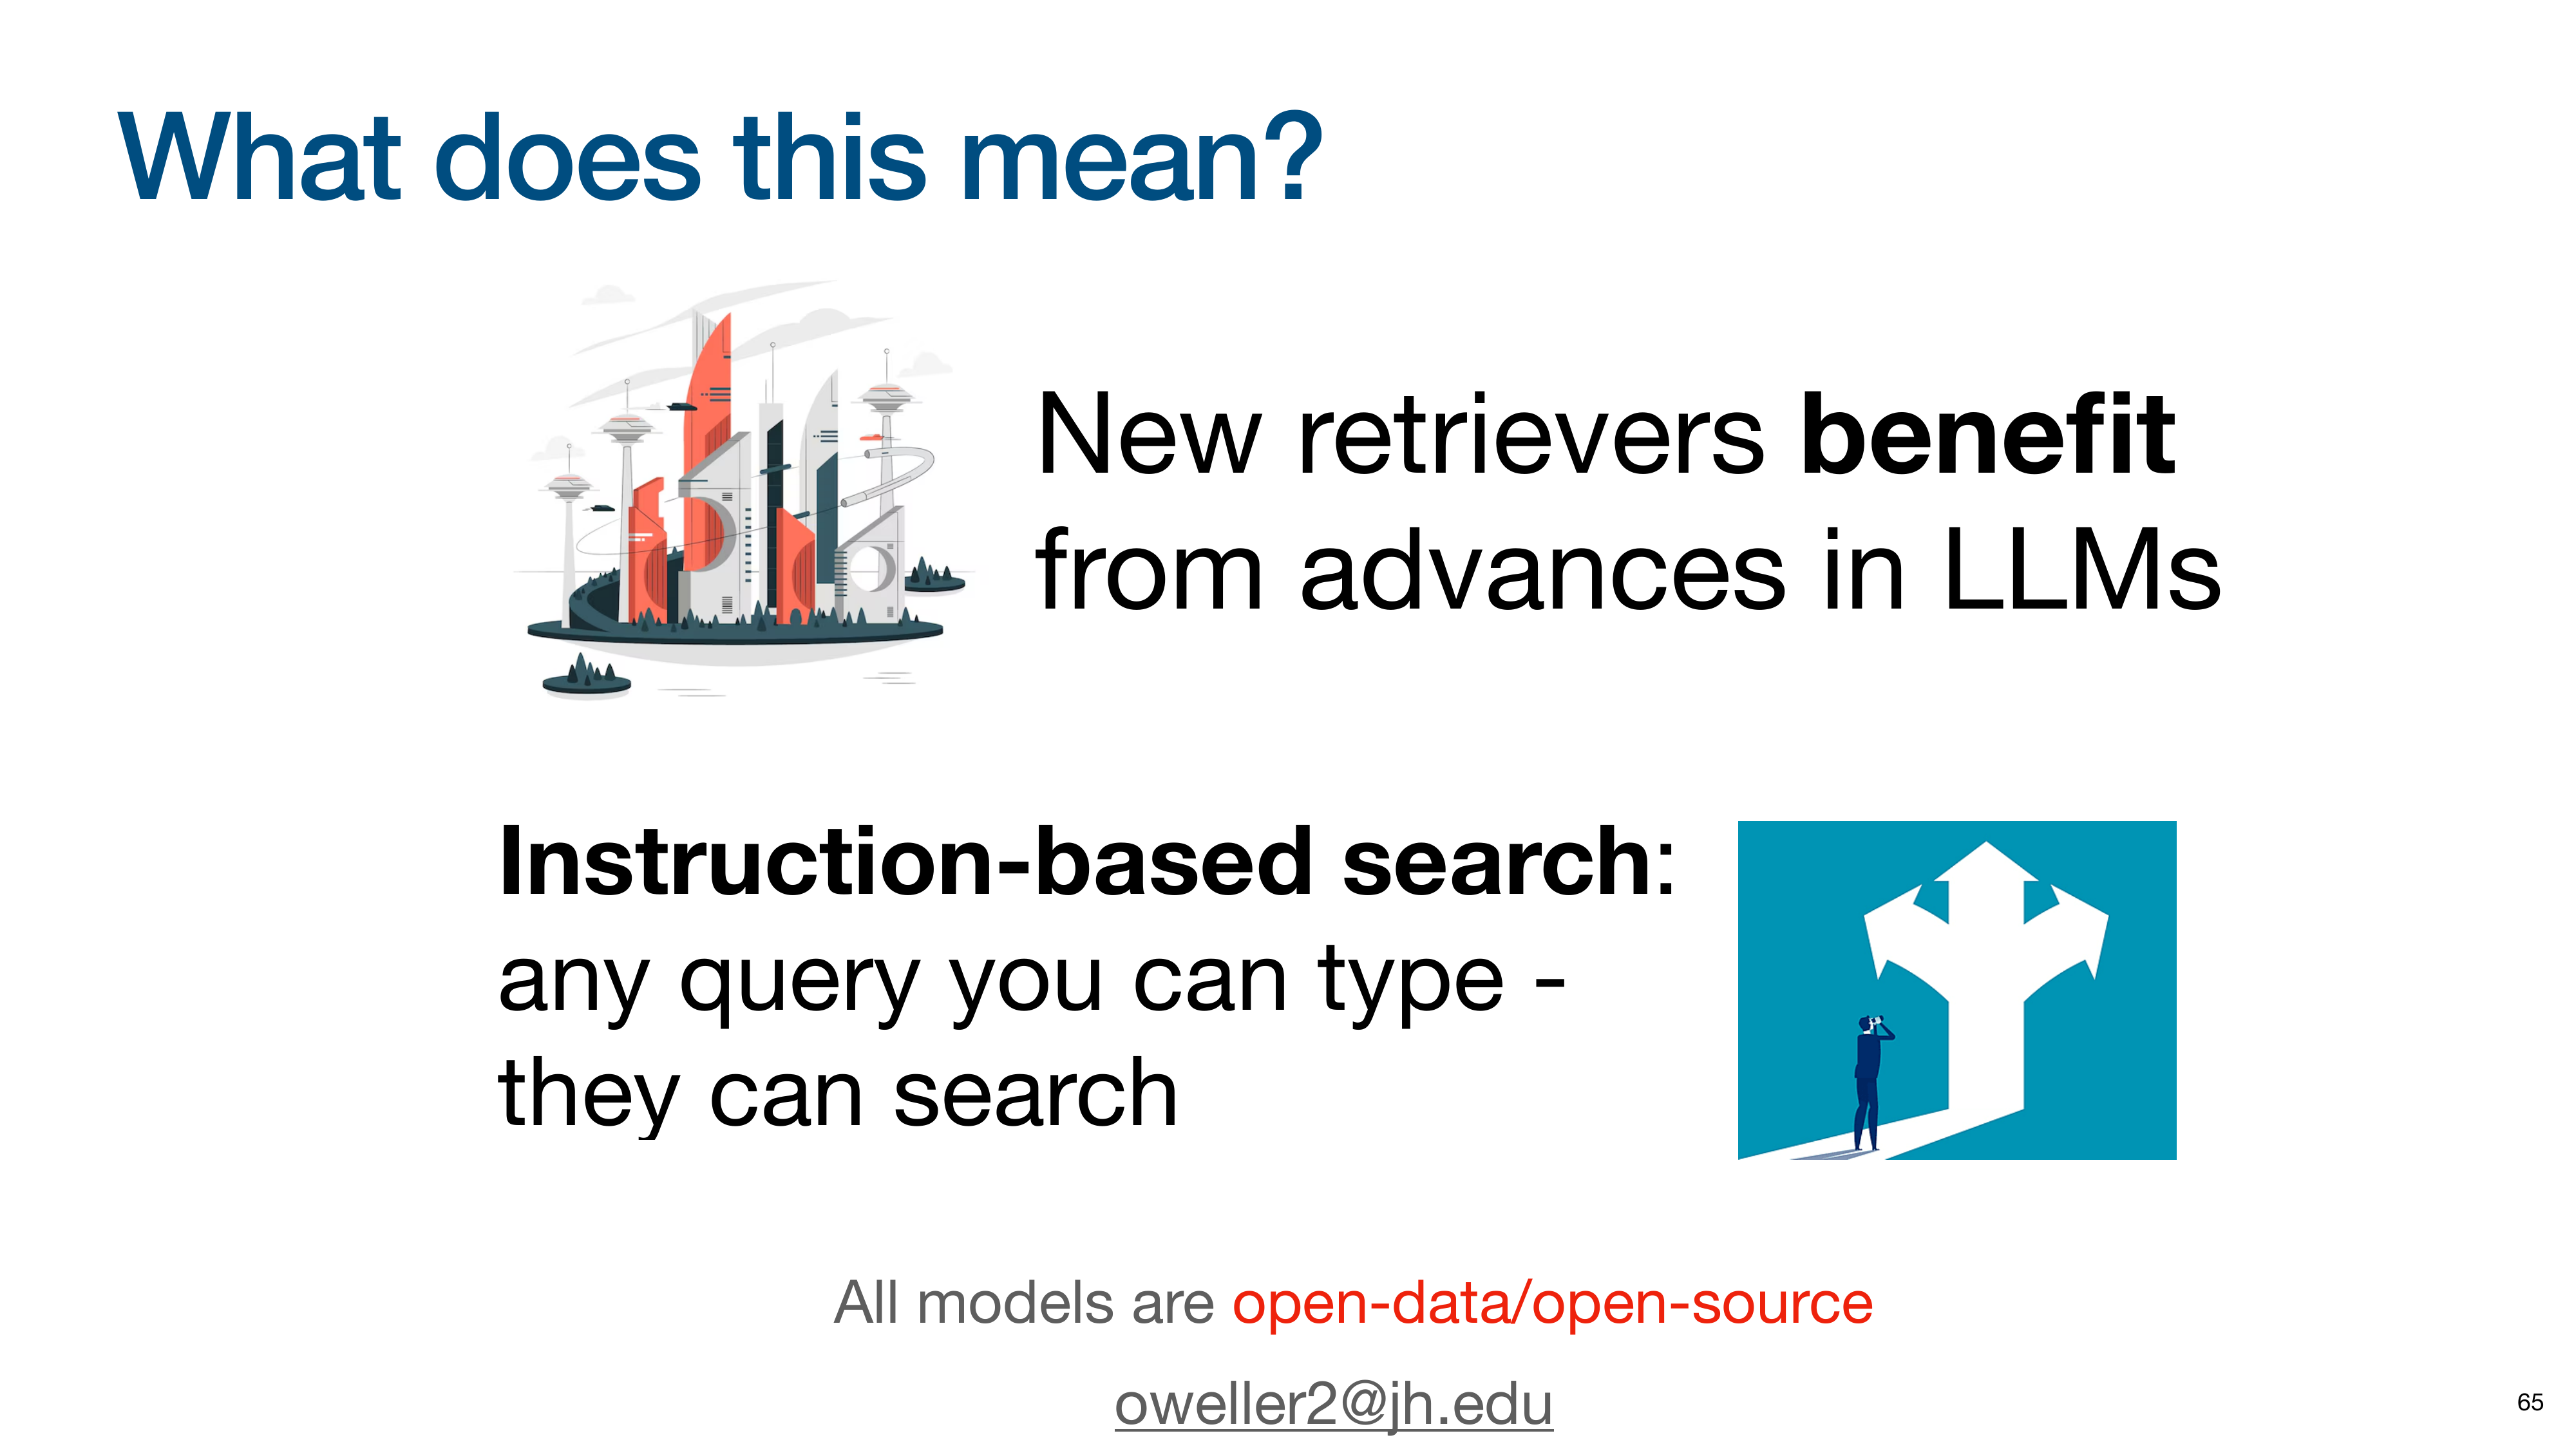 What does this mean?
New retrievers benefit
from advances in LLMs
Instruction-based search:
any query you can type -
they can search
All models are open-data/open-source
oweller2@jh.edu
65